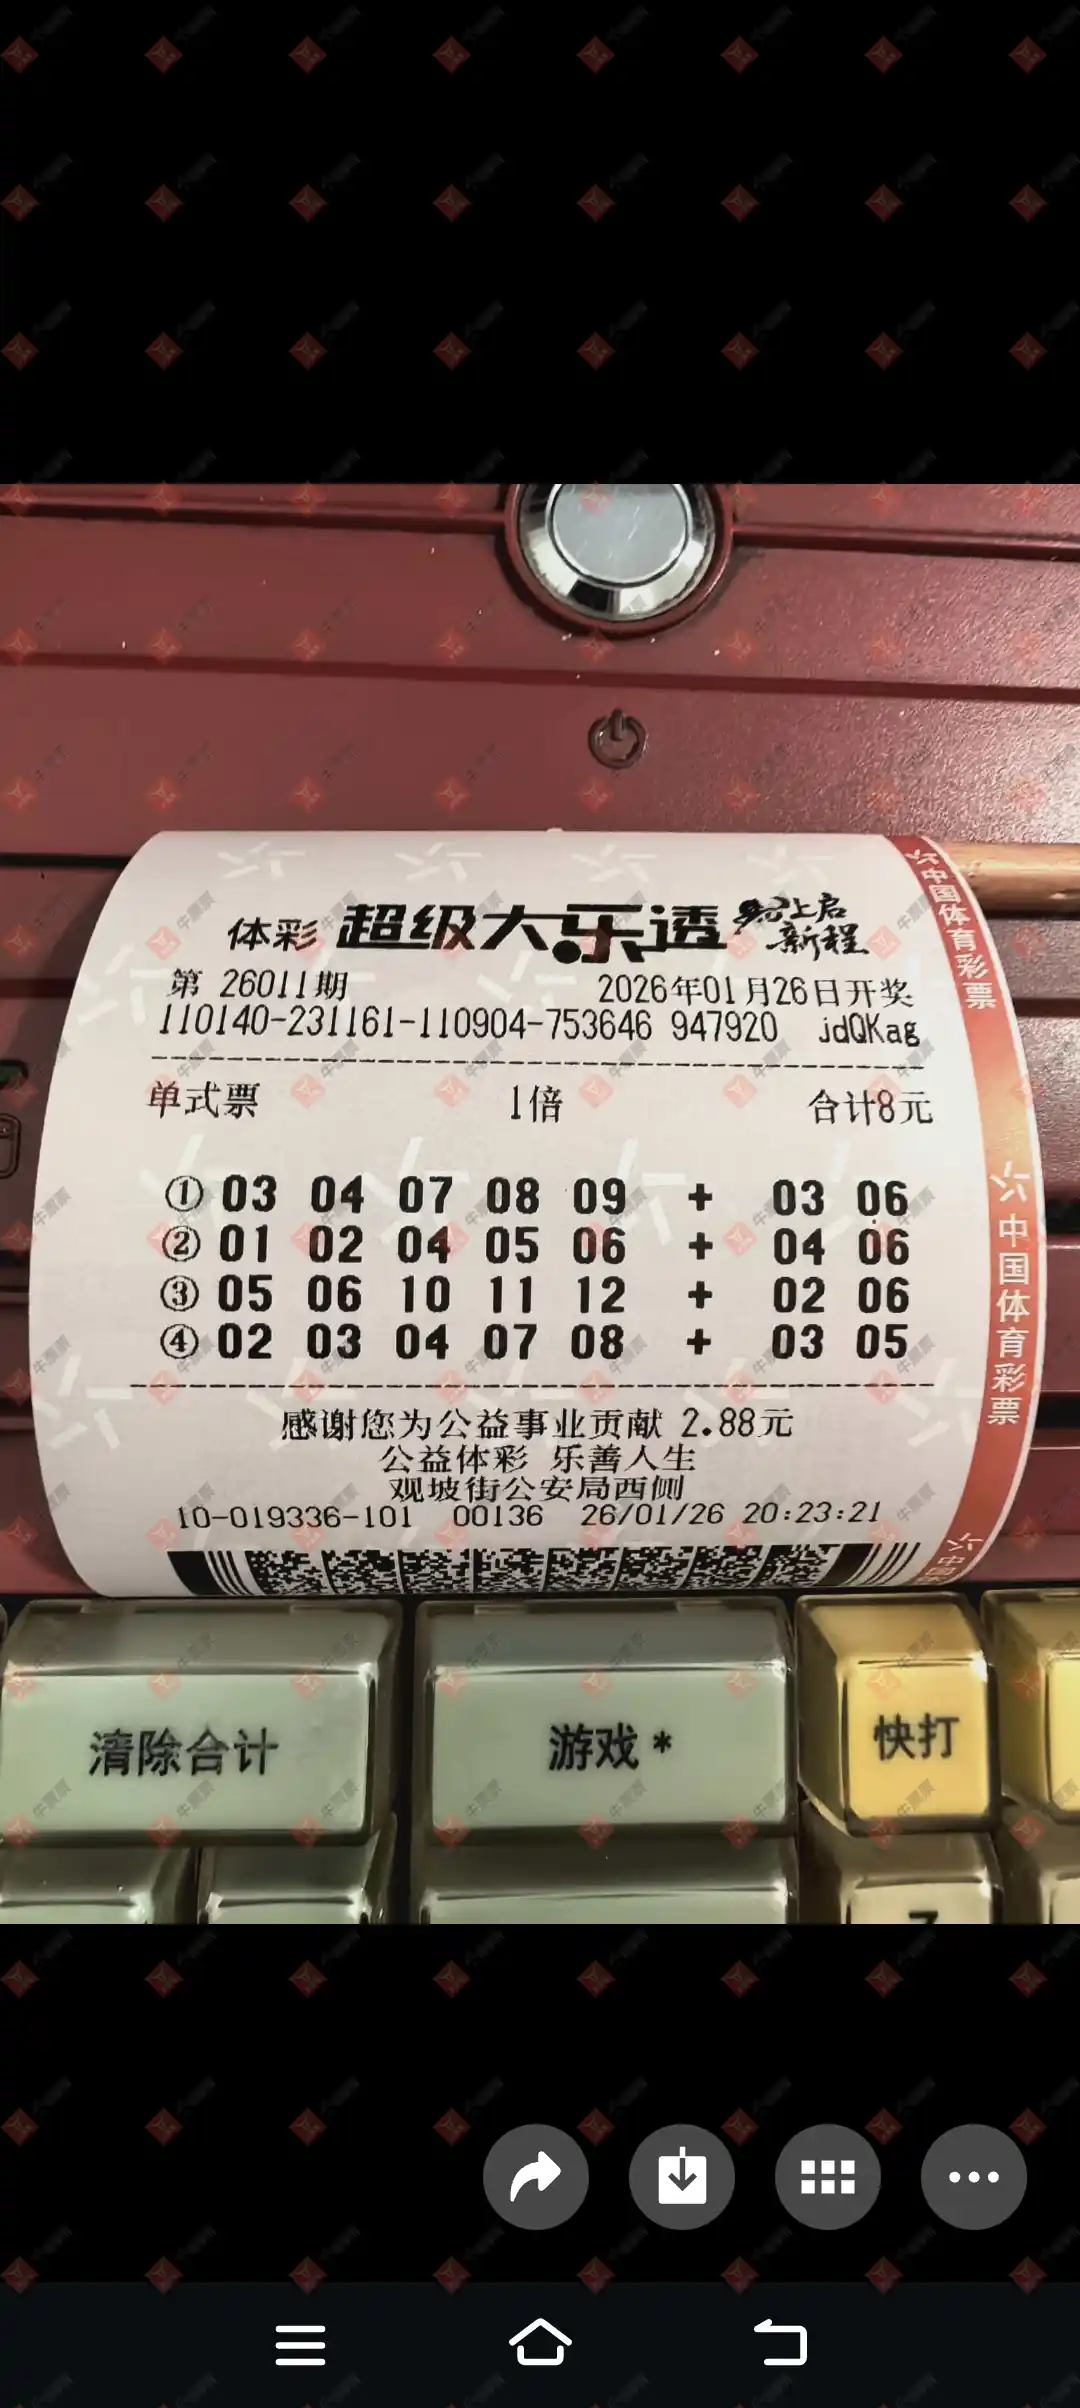 体彩 超级大乐透 马上启新程
第 26011期 2026年01月26日开奖
110140-231161-110904-753646 947920 jdQKag
单式票 1倍 合计8元
① 03 04 07 08 09 + 03 06
② 01 02 04 05 06 + 04 06
③ 05 06 10 11 12 + 02 06
④ 02 03 04 07 08 + 03 05
感谢您为公益事业贡献 2.88元
公益体彩 乐善人生
观坡街公安局西侧
10-019336-101 00136 26/01/26 20:23:21
中国体育彩票
中国体育彩票
中国
清除合计 游戏 * 快打
牛票票